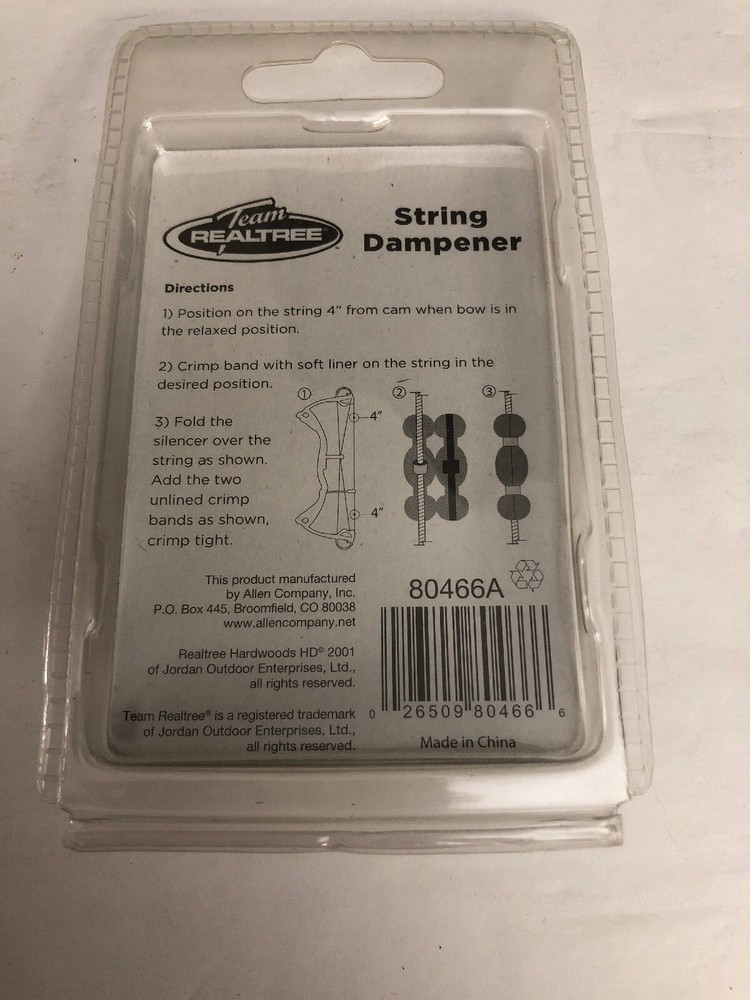 Team
REALTREE®
String
Dampener
Directions
1) Position on the string 4" from cam when bow is in
the relaxed position.
2) Crimp band with soft liner on the string in the
desired position.
3) Fold the
silencer over the
string as shown.
Add the two
unlined crimp
bands as shown,
crimp tight.
1
4"
4"
2
3
This product manufactured
by Allen Company, Inc.
P.O. Box 445, Broomfield, CO 80038
www.allencompany.net
Realtree Hardwoods HD® 2001
of Jordan Outdoor Enterprises, Ltd.,
all rights reserved.
Team Realtree® is a registered trademark
of Jordan Outdoor Enterprises, Ltd.,
all rights reserved.
80466A
0 26509 80466 6
Made in China